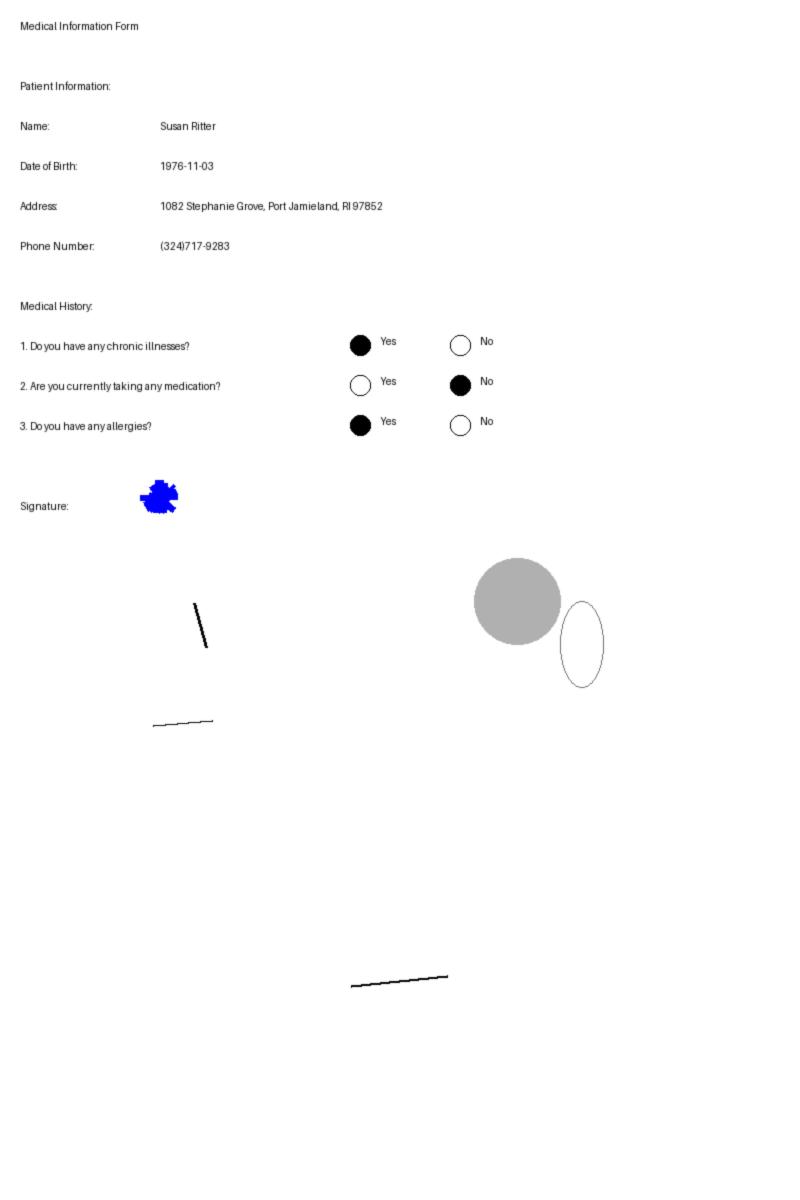 Medical Information Form
Patient Information:
Name: Susan Ritter
Date of Birth: 1976-11-03
Address: 1082 Stephanie Grove, Port Jamieland, RI 97852
Phone Number: (324)717-9283
Medical History:
1. Do you have any chronic illnesses? Yes No
2. Are you currently taking any medication? Yes No
3. Do you have any allergies? Yes No
Signature: